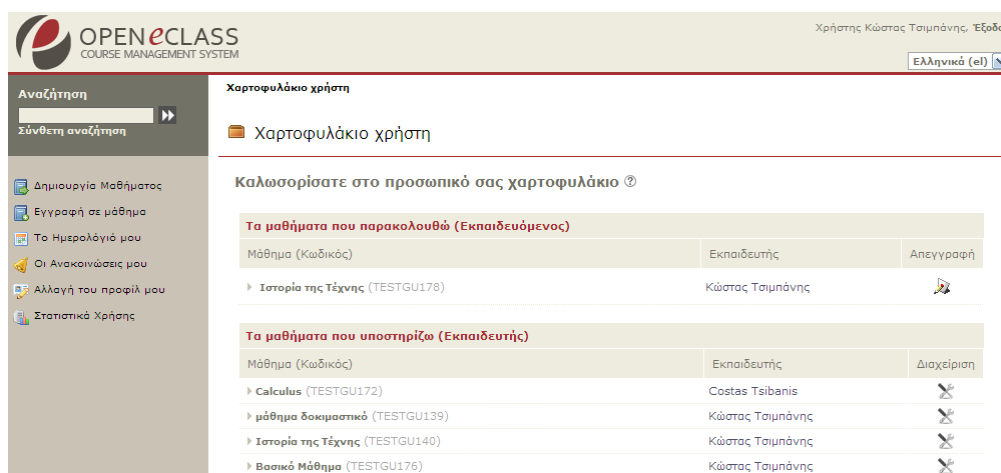 OPEN eCLASS
COURSE MANAGEMENT SYSTEM
Χρήστης Κώστας Τσιμπάνης, Έξοδο
Ελληνικά (el)
Αναζήτηση
Σύνθετη αναζήτηση
Δημιουργία Μαθήματος
Εγγραφή σε μάθημα
Το Ημερολόγιό μου
Οι Ανακοινώσεις μου
Αλλαγή του προφίλ μου
Στατιστικά Χρήσης
Χαρτοφυλάκιο χρήστη
Χαρτοφυλάκιο χρήστη
Καλωσορίσατε στο προσωπικό σας χαρτοφυλάκιο
Τα μαθήματα που παρακολουθώ (Εκπαιδευόμενος)
Μάθημα (Κωδικός) Εκπαιδευτής Απεγγραφή
Ιστορία της Τέχνης (TESTGU178) Κώστας Τσιμπάνης
Τα μαθήματα που υποστηρίζω (Εκπαιδευτής)
Μάθημα (Κωδικός) Εκπαιδευτής Διαχείριση
Calculus (TESTGU172) Costas Tsibanis
μάθημα δοκιμαστικό (TESTGU139) Κώστας Τσιμπάνης
Ιστορία της Τέχνης (TESTGU140) Κώστας Τσιμπάνης
Βασικό Μάθημα (TESTGU176) Κώστας Τσιμπάνης